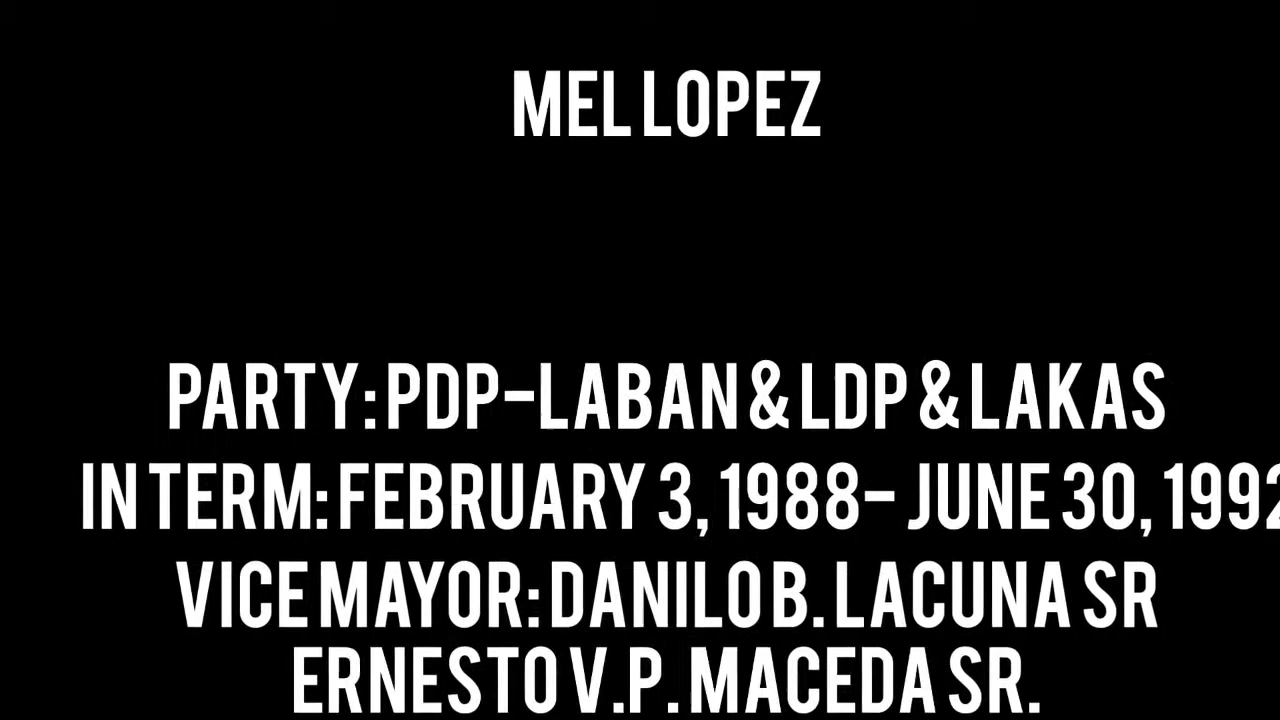 MEL LOPEZ
PARTY: PDP-LABAN & LDP & LAKAS
IN TERM: FEBRUARY 3, 1988- JUNE 30, 1992
VICE MAYOR: DANILO B. LACUNA SR
ERNESTO V.P. MACEDA SR.